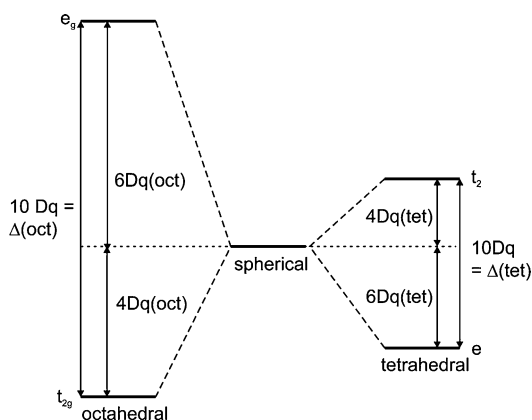 e_g
6Dq(oct)
10 Dq =
Δ(oct)
4Dq(oct)
t_2g
octahedral
spherical
t_2
4Dq(tet)
10Dq
= Δ(tet)
6Dq(tet)
e
tetrahedral